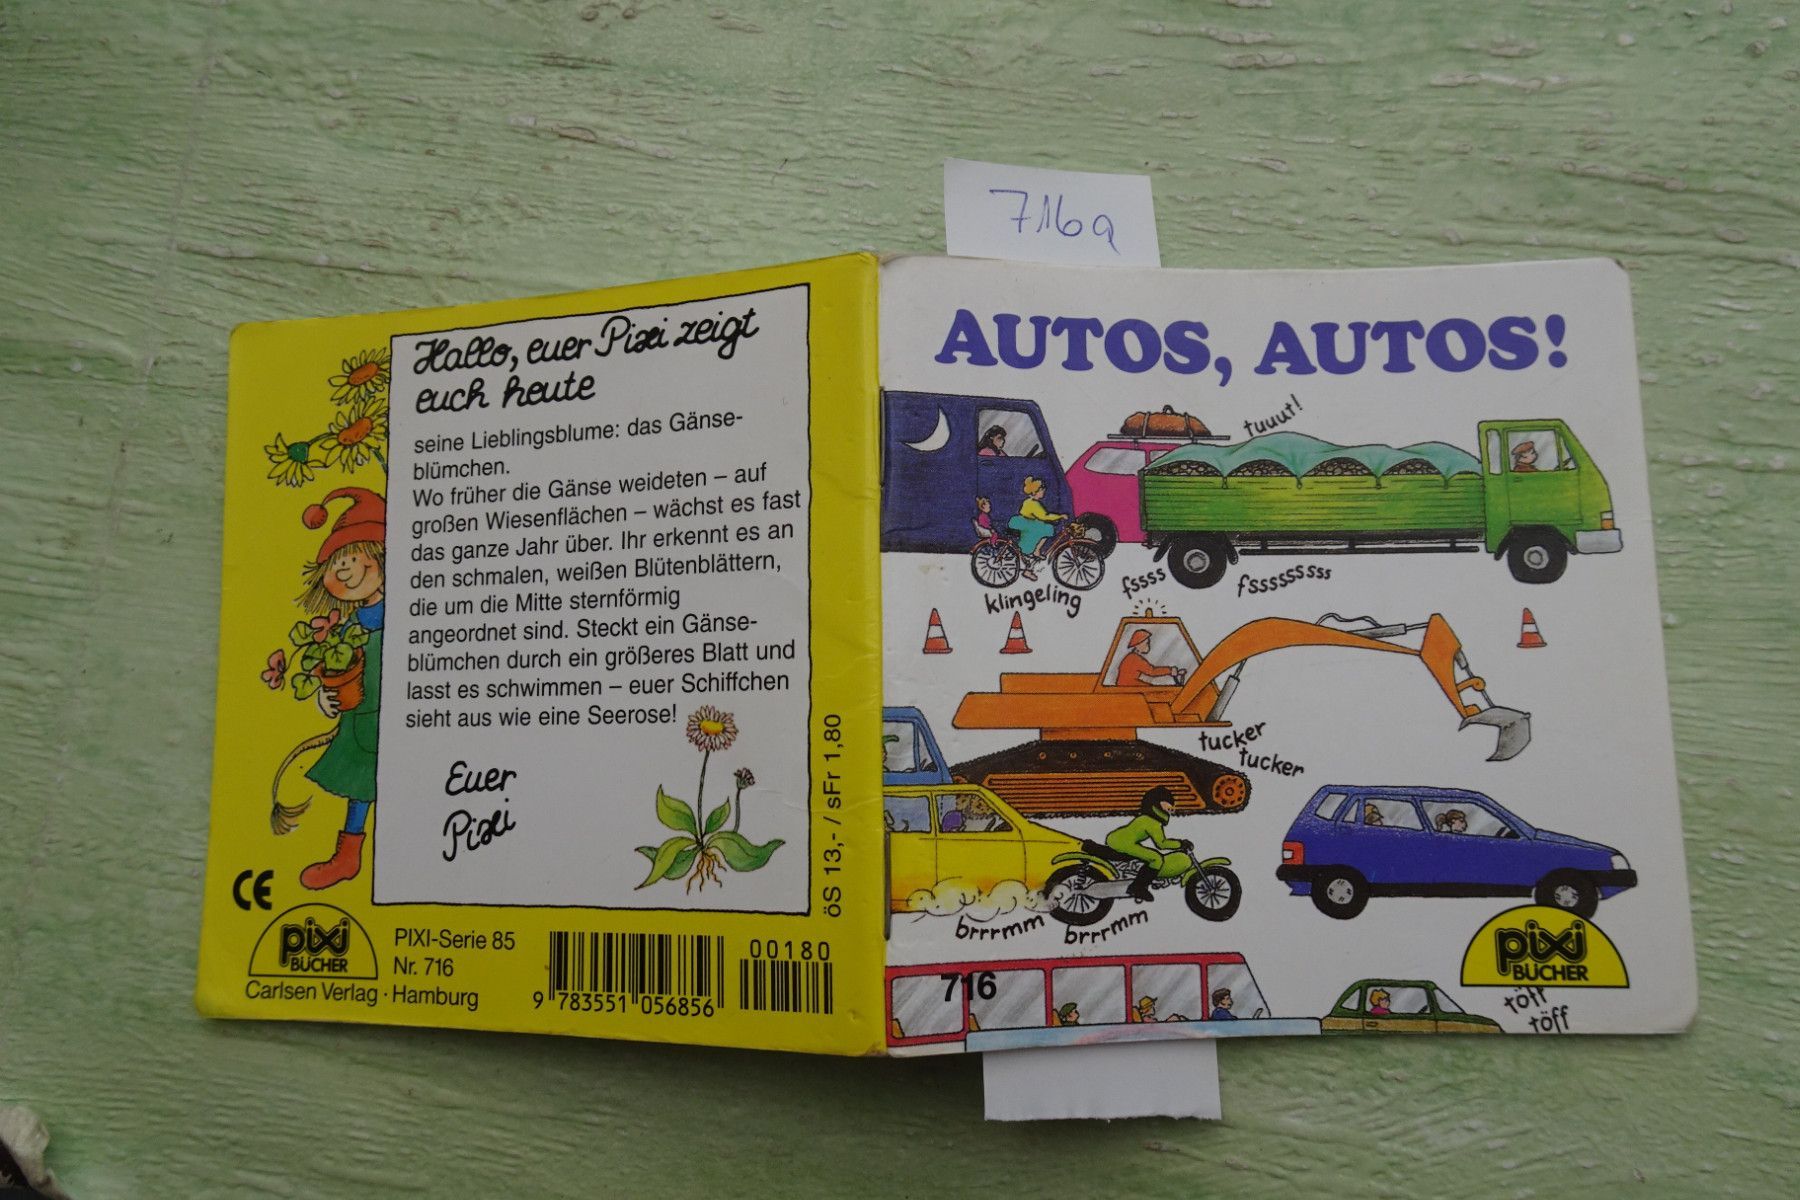 716a
Hallo, euer Pixi zeigt
euch heute
seine Lieblingsblume: das Gänse-
blümchen.
Wo früher die Gänse weideten – auf
großen Wiesenflächen – wächst es fast
das ganze Jahr über. Ihr erkennt es an
den schmalen, weißen Blütenblättern,
die um die Mitte sternförmig
angeordnet sind. Steckt ein Gänse-
blümchen durch ein größeres Blatt und
lasst es schwimmen – euer Schiffchen
sieht aus wie eine Seerose!
Euer
Pixi
öS 13,- / sFr 1,80
CE
pixi
BÜCHER
PIXI-Serie 85
Nr. 716
Carlsen Verlag · Hamburg
9 783551 056856
00180
AUTOS, AUTOS!
tuuut!
klingeling
fssss
fsssssssss
tucker
tucker
brrrmm
brrrmm
716
pixi
BÜCHER
töff
töff